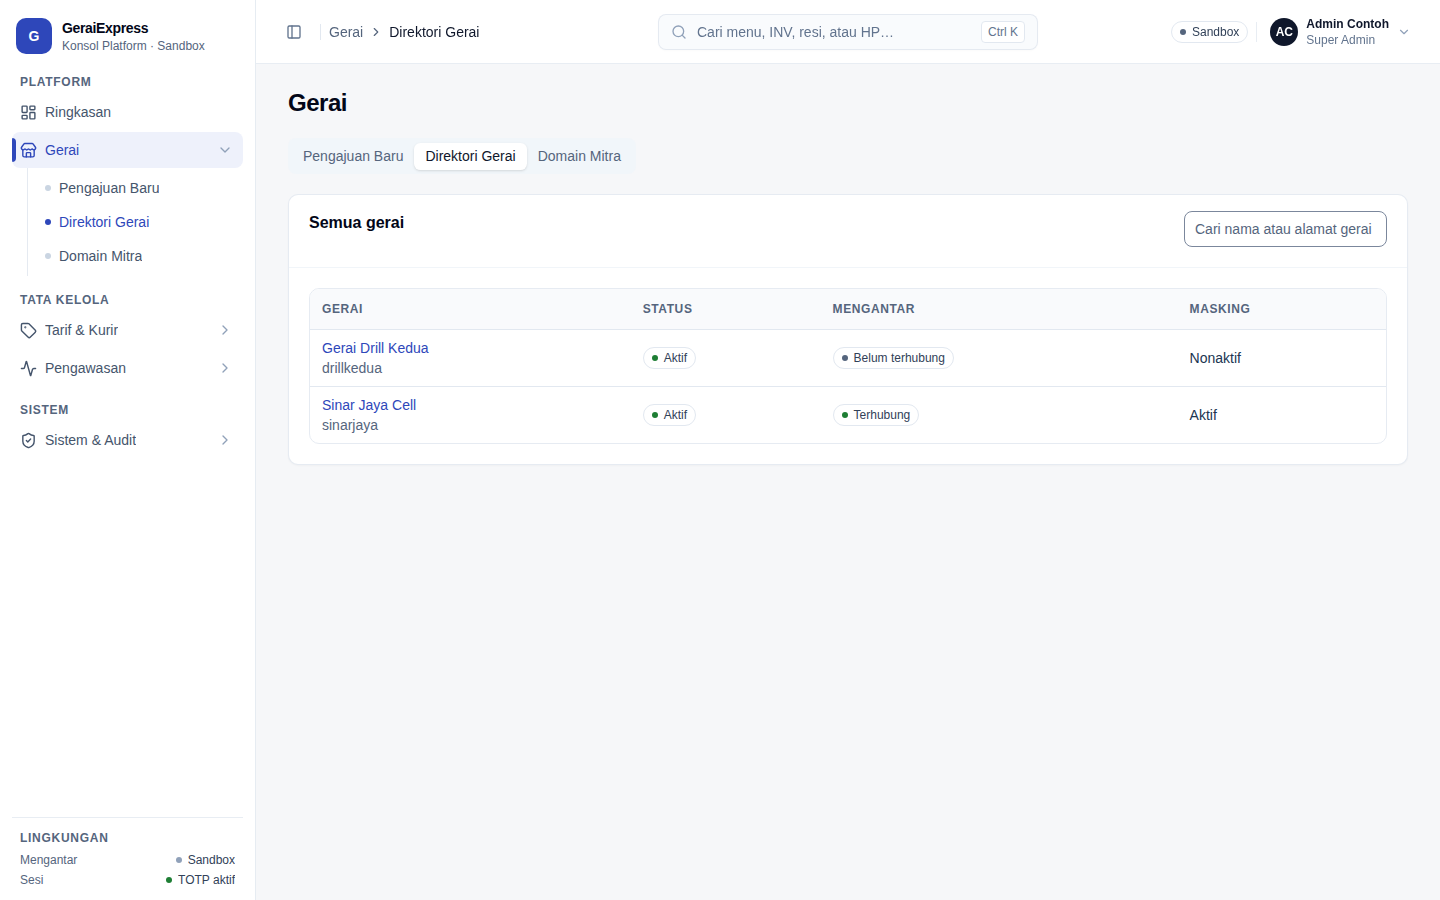 G
GeraiExpress
Konsol Platform · Sandbox
PLATFORM
Ringkasan
Gerai
Pengajuan Baru
Direktori Gerai
Domain Mitra
TATA KELOLA
Tarif & Kurir
Pengawasan
SISTEM
Sistem & Audit
LINGKUNGAN
Mengantar Sandbox
Sesi TOTP aktif
Gerai Direktori Gerai
Cari menu, INV, resi, atau HP… Ctrl K
Sandbox
AC
Admin Contoh
Super Admin
Gerai
Pengajuan Baru Direktori Gerai Domain Mitra
Semua gerai
Cari nama atau alamat gerai
GERAI STATUS MENGANTAR MASKING
Gerai Drill Kedua
drillkedua
Aktif Belum terhubung Nonaktif
Sinar Jaya Cell
sinarjaya
Aktif Terhubung Aktif